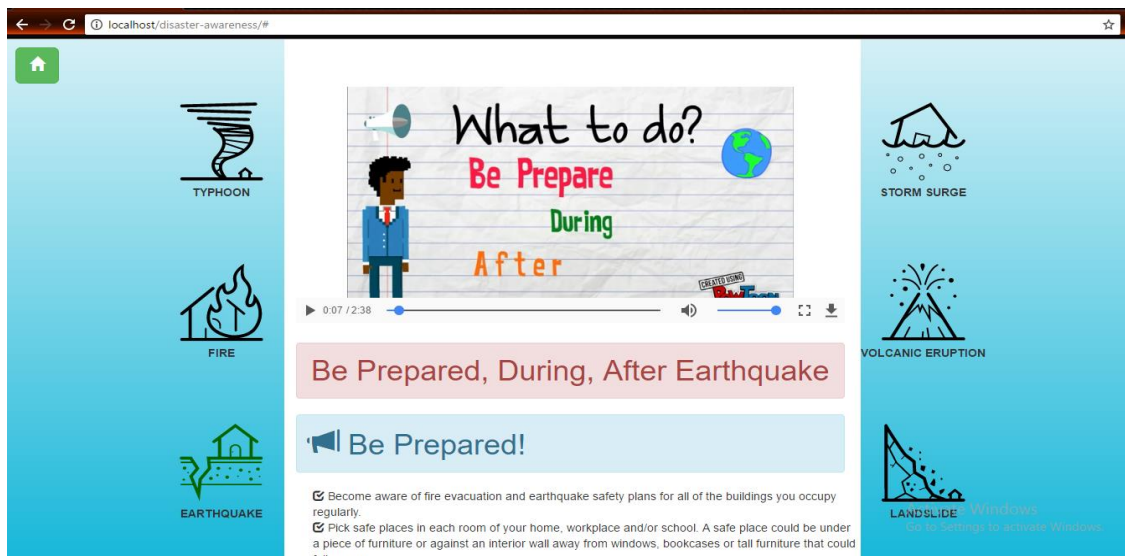 localhost/disaster-awareness/#
What to do?
Be Prepare
During
After
CREATED USING
PowToon
0:07 / 2:38
TYPHOON
FIRE
EARTHQUAKE
STORM SURGE
VOLCANIC ERUPTION
LANDSLIDE
Be Prepared, During, After Earthquake
Be Prepared!
Become aware of fire evacuation and earthquake safety plans for all of the buildings you occupy
regularly.
Pick safe places in each room of your home, workplace and/or school. A safe place could be under
a piece of furniture or against an interior wall away from windows, bookcases or tall furniture that could
Activate Windows
Go to Settings to activate Windows.